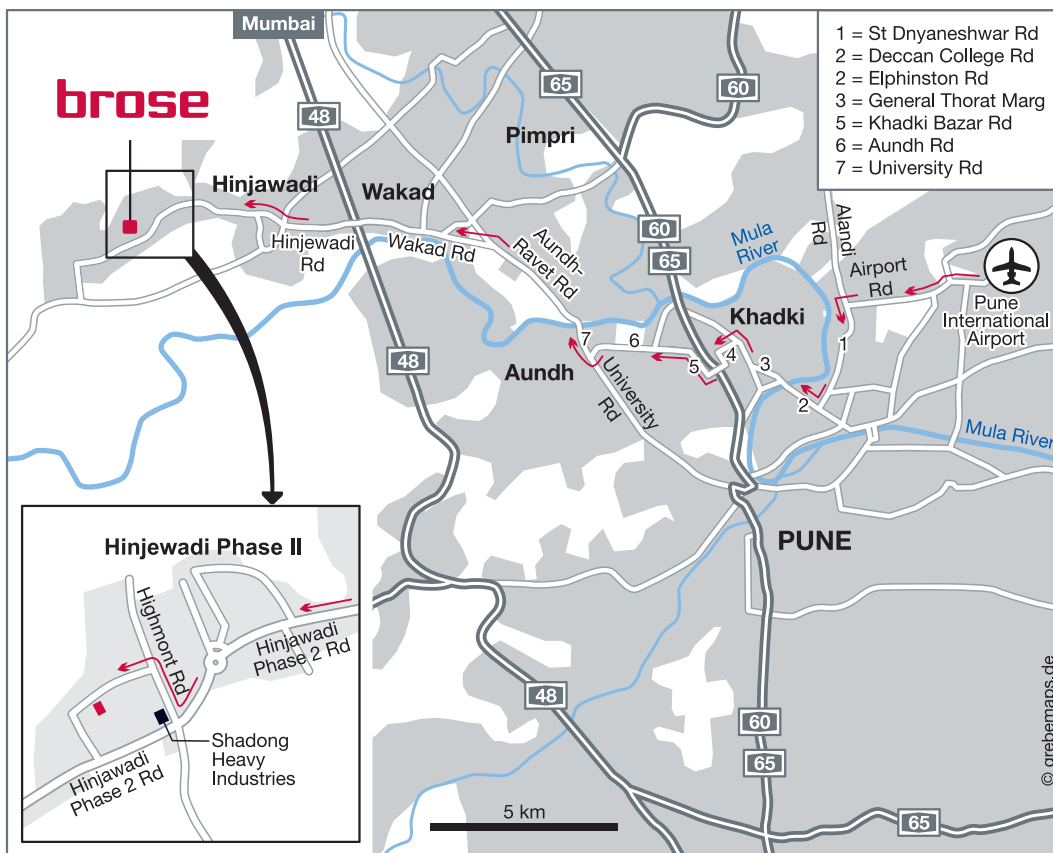 Mumbai
brose
1 = St Dnyaneshwar Rd
2 = Deccan College Rd
2 = Elphinston Rd
3 = General Thorat Marg
5 = Khadki Bazar Rd
6 = Aundh Rd
7 = University Rd
65
60
48
Pimpri
Hinjawadi
Wakad
Hinjewadi
Rd
Wakad Rd
Aundh-
Ravet Rd
60
65
Mula
River
Alandi
Rd
Airport
Rd
Pune
International
Airport
Khadki
48
Aundh
7
6
5
4
3
2
1
University
Rd
Mula River
PUNE
Hinjewadi Phase II
Highmont Rd
Hinjawadi
Phase 2 Rd
Shadong
Heavy
Industries
Hinjawadi
Phase 2 Rd
48
60
65
65
5 km
© grebemaps.de